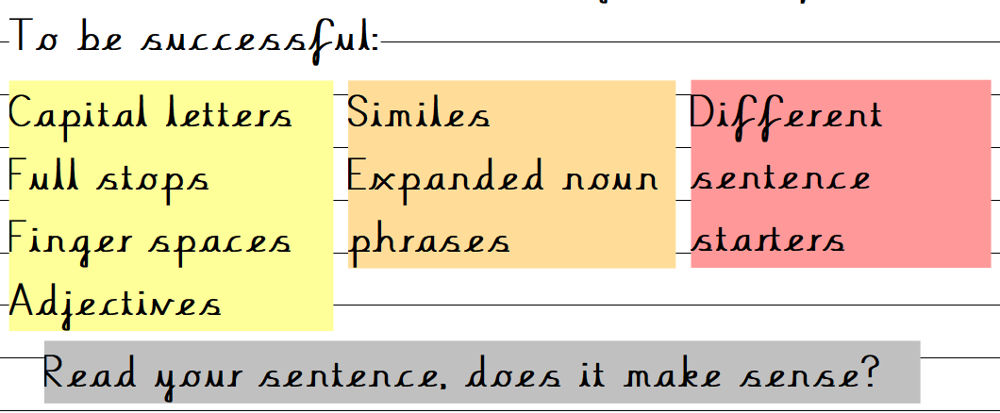 To be successful:
Capital letters
Full stops
Finger spaces
Adjectives
Similes
Expanded noun
phrases
Different
sentence
starters
Read your sentence, does it make sense?